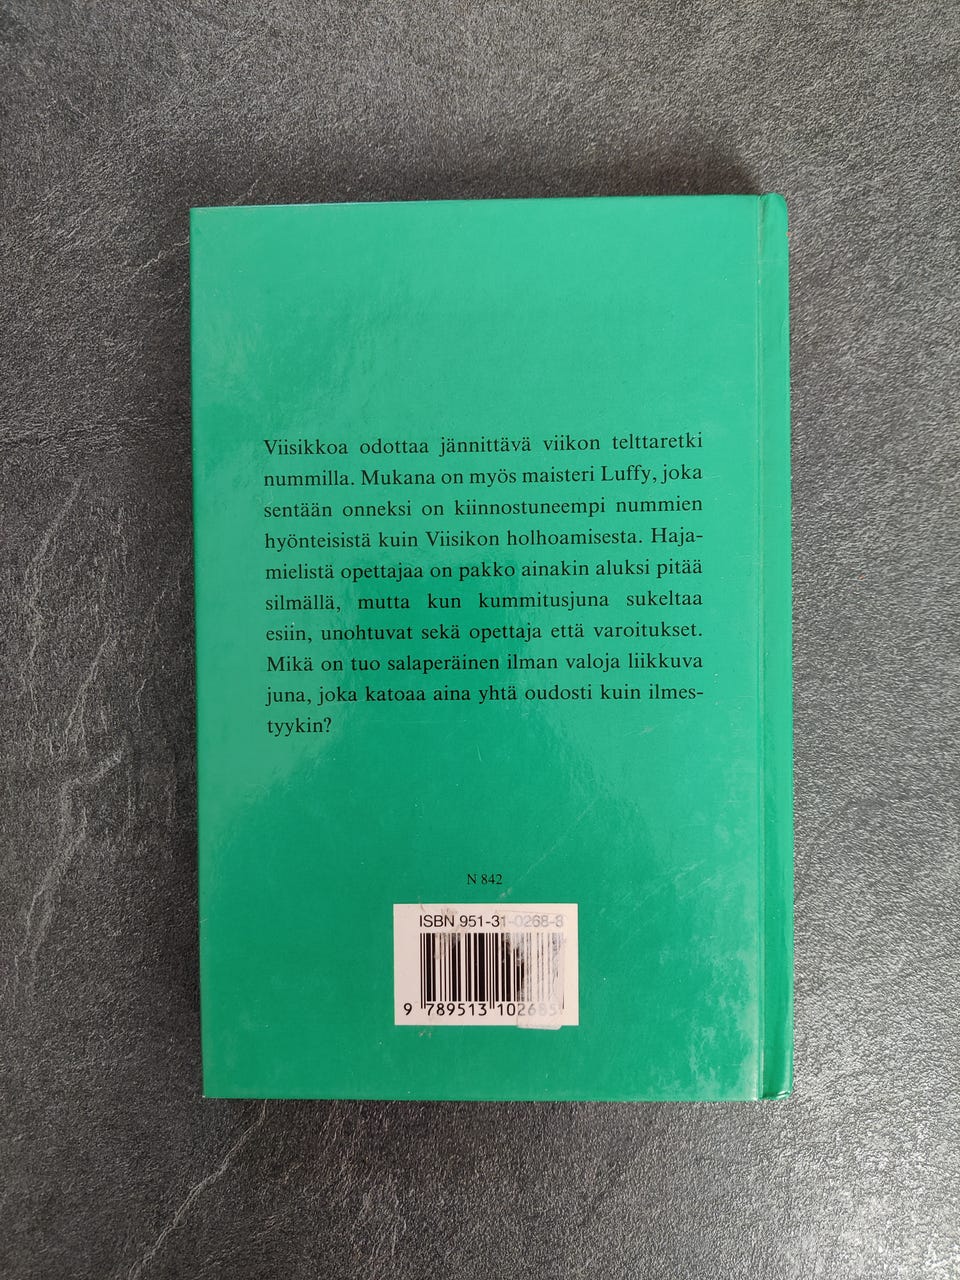 Viisikkoa odottaa jännittävä viikon telttaretki
nummilla. Mukana on myös maisteri Luffy, joka
sentään onneksi on kiinnostuneempi nummien
hyönteisistä kuin Viisikon holhoamisesta. Haja-
mielistä opettajaa on pakko ainakin aluksi pitää
silmällä, mutta kun kummitusjuna sukeltaa
esiin, unohtuvat sekä opettaja että varoitukset.
Mikä on tuo salaperäinen ilman valoja liikkuva
juna, joka katoaa aina yhtä oudosti kuin ilmes-
tyykin?
N 842
ISBN 951-31-0268-8
9 789513 102685